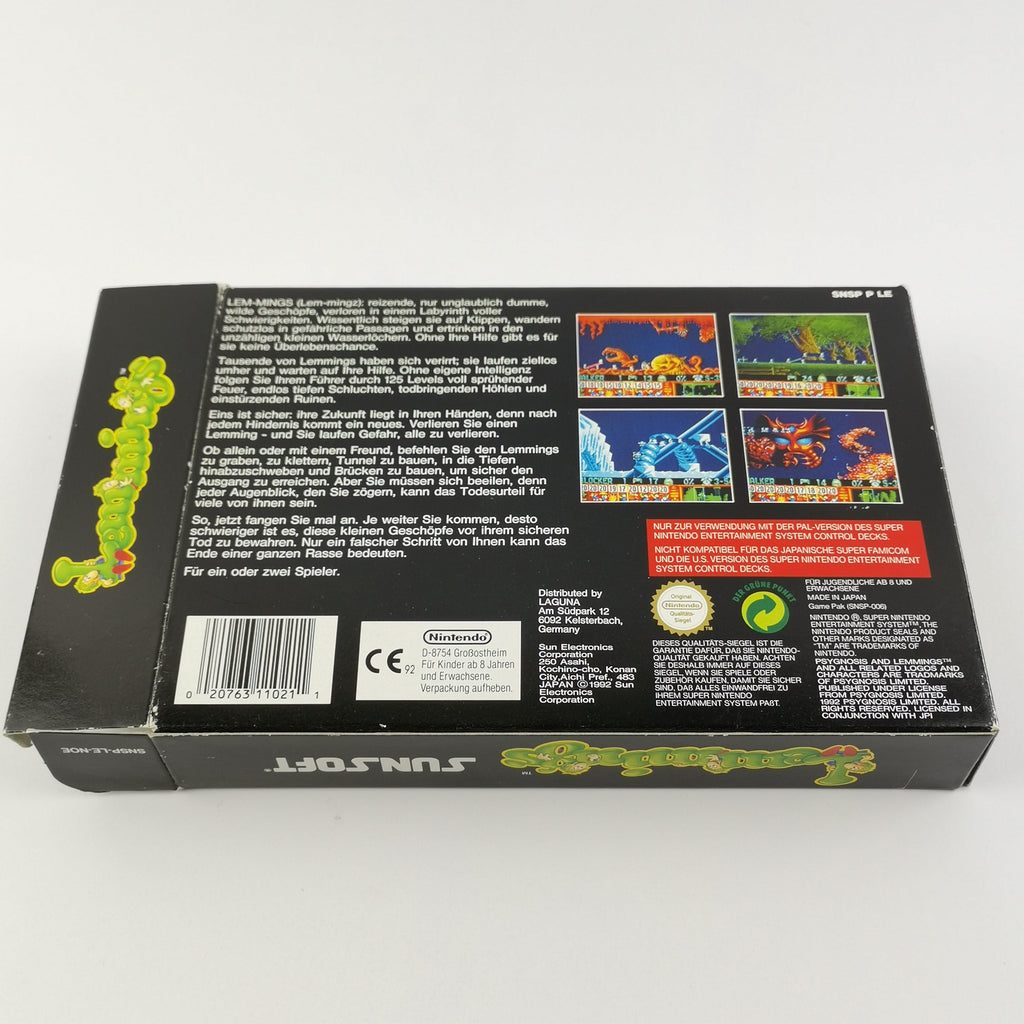 SNSP P LE
LEM-MINGS (Lem-mingz): reizende, nur unglaublich dumme,
wilde Geschöpfe, verloren in einem Labyrinth voller
Schwierigkeiten. Wissentlich steigen sie auf Klippen, wandern
schutzlos in gefährliche Passagen und ertrinken in den
unzähligen kleinen Wasserlöchern. Ohne Ihre Hilfe gibt es für
sie keine Überlebenschance.
Tausende von Lemmings haben sich verirrt; sie laufen ziellos
umher und warten auf Ihre Hilfe. Ohne eigene Intelligenz
folgen Sie Ihrem Führer durch 125 Levels voll sprühender
Feuer, endlos tiefen Schluchten, todbringenden Höhlen und
einstürzenden Ruinen.
Eins ist sicher: ihre Zukunft liegt in Ihren Händen, denn nach
jedem Hindernis kommt ein neues. Verlieren Sie einen
Lemming - und Sie laufen Gefahr, alle zu verlieren.
Ob allein oder mit einem Freund, befehlen Sie den Lemmings
zu graben, zu klettern, Tunnel zu bauen, in die Tiefen
hinabzuschweben und Brücken zu bauen, um sicher den
Ausgang zu erreichen. Aber Sie müssen sich beeilen, denn
jeder Augenblick, den Sie zögern, kann das Todesurteil für
viele von ihnen sein.
So, jetzt fangen Sie mal an. Je weiter Sie kommen, desto
schwieriger ist es, diese kleinen Geschöpfe vor ihrem sicheren
Tod zu bewahren. Nur ein falscher Schritt von Ihnen kann das
Ende einer ganzen Rasse bedeuten.
Für ein oder zwei Spieler.
NUR ZUR VERWENDUNG MIT DER PAL-VERSION DES SUPER
NINTENDO ENTERTAINMENT SYSTEM CONTROL DECKS.
NICHT KOMPATIBEL FÜR DAS JAPANISCHE SUPER FAMICOM
UND DIE U.S. VERSION DES SUPER NINTENDO ENTERTAINMENT
SYSTEM CONTROL DECKS.
0 20763 11021 1
CE 92
Nintendo
D-8754 Großostheim
Für Kinder ab 8 Jahren
und Erwachsene.
Verpackung aufheben.
Distributed by
LAGUNA
Am Südpark 12
6092 Kelsterbach,
Germany
Sun Electronics
Corporation
250 Asahi,
Kochino-cho, Konan
City, Aichi Pref., 483
JAPAN © 1992 Sun
Electronics
Corporation
Original
Nintendo
Qualitäts-
Siegel
TM
DER GRÜNE PUNKT
DIESES QUALITÄTS-SIEGEL IST DIE
GARANTIE DAFÜR, DAß SIE NINTENDO-
QUALITÄT GEKAUFT HABEN. ACHTEN
SIE DESHALB IMMER AUF DIESES
SIEGEL, WENN SIE SPIELE ODER
ZUBEHÖR KAUFEN, DAMIT SIE SICHER
SIND, DAß ALLES EINWANDFREI ZU
IHREM SUPER NINTENDO
ENTERTAINMENT SYSTEM PAßT.
FÜR JUGENDLICHE AB 8 UND
ERWACHSENE
MADE IN JAPAN
Game Pak (SNSP-006)
NINTENDO ®, SUPER NINTENDO
ENTERTAINMENT SYSTEM™, THE
NINTENDO PRODUCT SEALS AND
OTHER MARKS DESIGNATED AS
"TM" ARE TRADEMARKS OF
NINTENDO.
PSYGNOSIS AND LEMMINGS™
AND ALL RELATED LOGOS AND
CHARACTERS ARE TRADMARKS
OF PSYGNOSIS LIMITED.
PUBLISHED UNDER LICENSE
FROM PSYGNOSIS LIMITED.
1992 PSYGNOSIS LIMITED. ALL
RIGHTS RESERVED. LICENSED IN
CONJUNCTION WITH JPI
Lemmings
Lemmings™
SUNSOFT
SNSP-LE-NOE